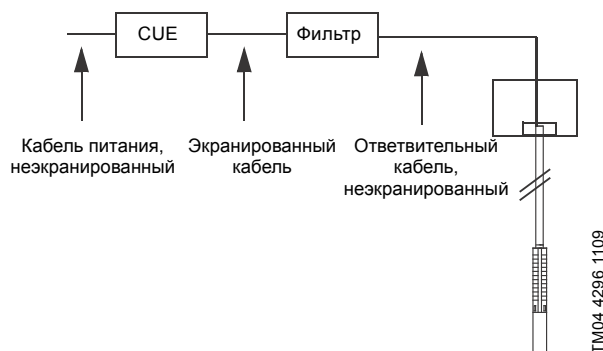 CUE
Фильтр
Кабель питания,
неэкранированный
Экранированный
кабель
Ответвительный
кабель,
неэкранированный
TM04 4296 1109